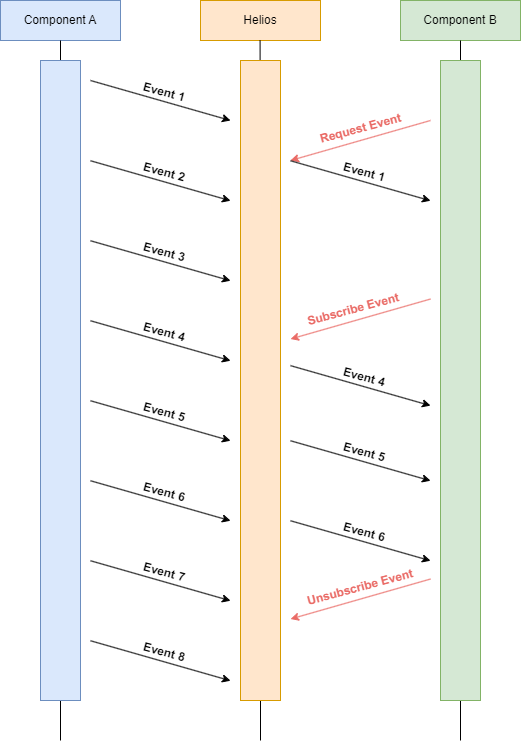 Component A
Helios
Component B
Event 1
Request Event
Event 2
Event 1
Event 3
Subscribe Event
Event 4
Event 4
Event 5
Event 5
Event 6
Event 6
Event 7
Unsubscribe Event
Event 8